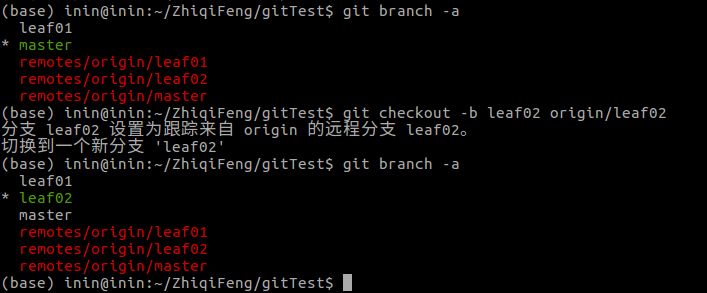 (base) inin@inin:~/ZhiqiFeng/gitTest$ git branch -a
  leaf01
* master
  remotes/origin/leaf01
  remotes/origin/leaf02
  remotes/origin/master
(base) inin@inin:~/ZhiqiFeng/gitTest$ git checkout -b leaf02 origin/leaf02
分支 leaf02 设置为跟踪来自 origin 的远程分支 leaf02。
切换到一个新分支 'leaf02'
(base) inin@inin:~/ZhiqiFeng/gitTest$ git branch -a
  leaf01
* leaf02
  master
  remotes/origin/leaf01
  remotes/origin/leaf02
  remotes/origin/master
(base) inin@inin:~/ZhiqiFeng/gitTest$